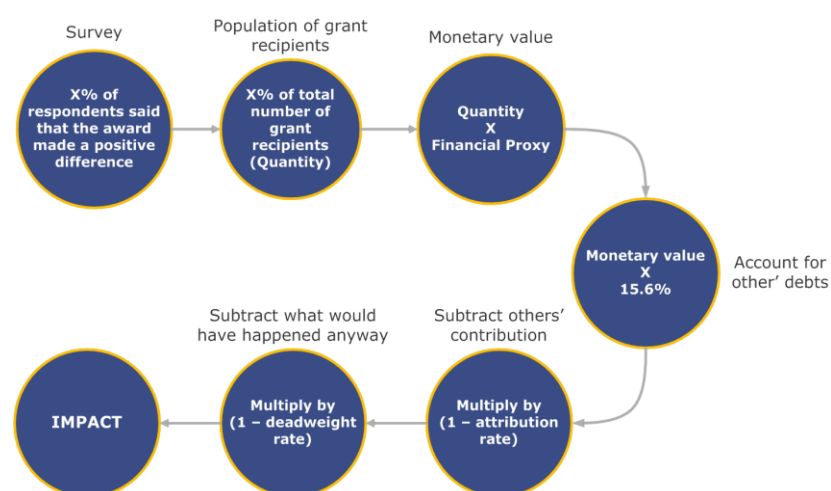 Survey
X% of
respondents said
that the award
made a positive
difference
Population of grant
recipients
X% of total
number of
grant
recipients
(Quantity)
Monetary value
Quantity
X
Financial Proxy
Monetary value
X
15.6%
Account for
other’ debts
Subtract others’
contribution
Multiply by
(1 – attribution
rate)
Subtract what would
have happened anyway
Multiply by
(1 – deadweight
rate)
IMPACT